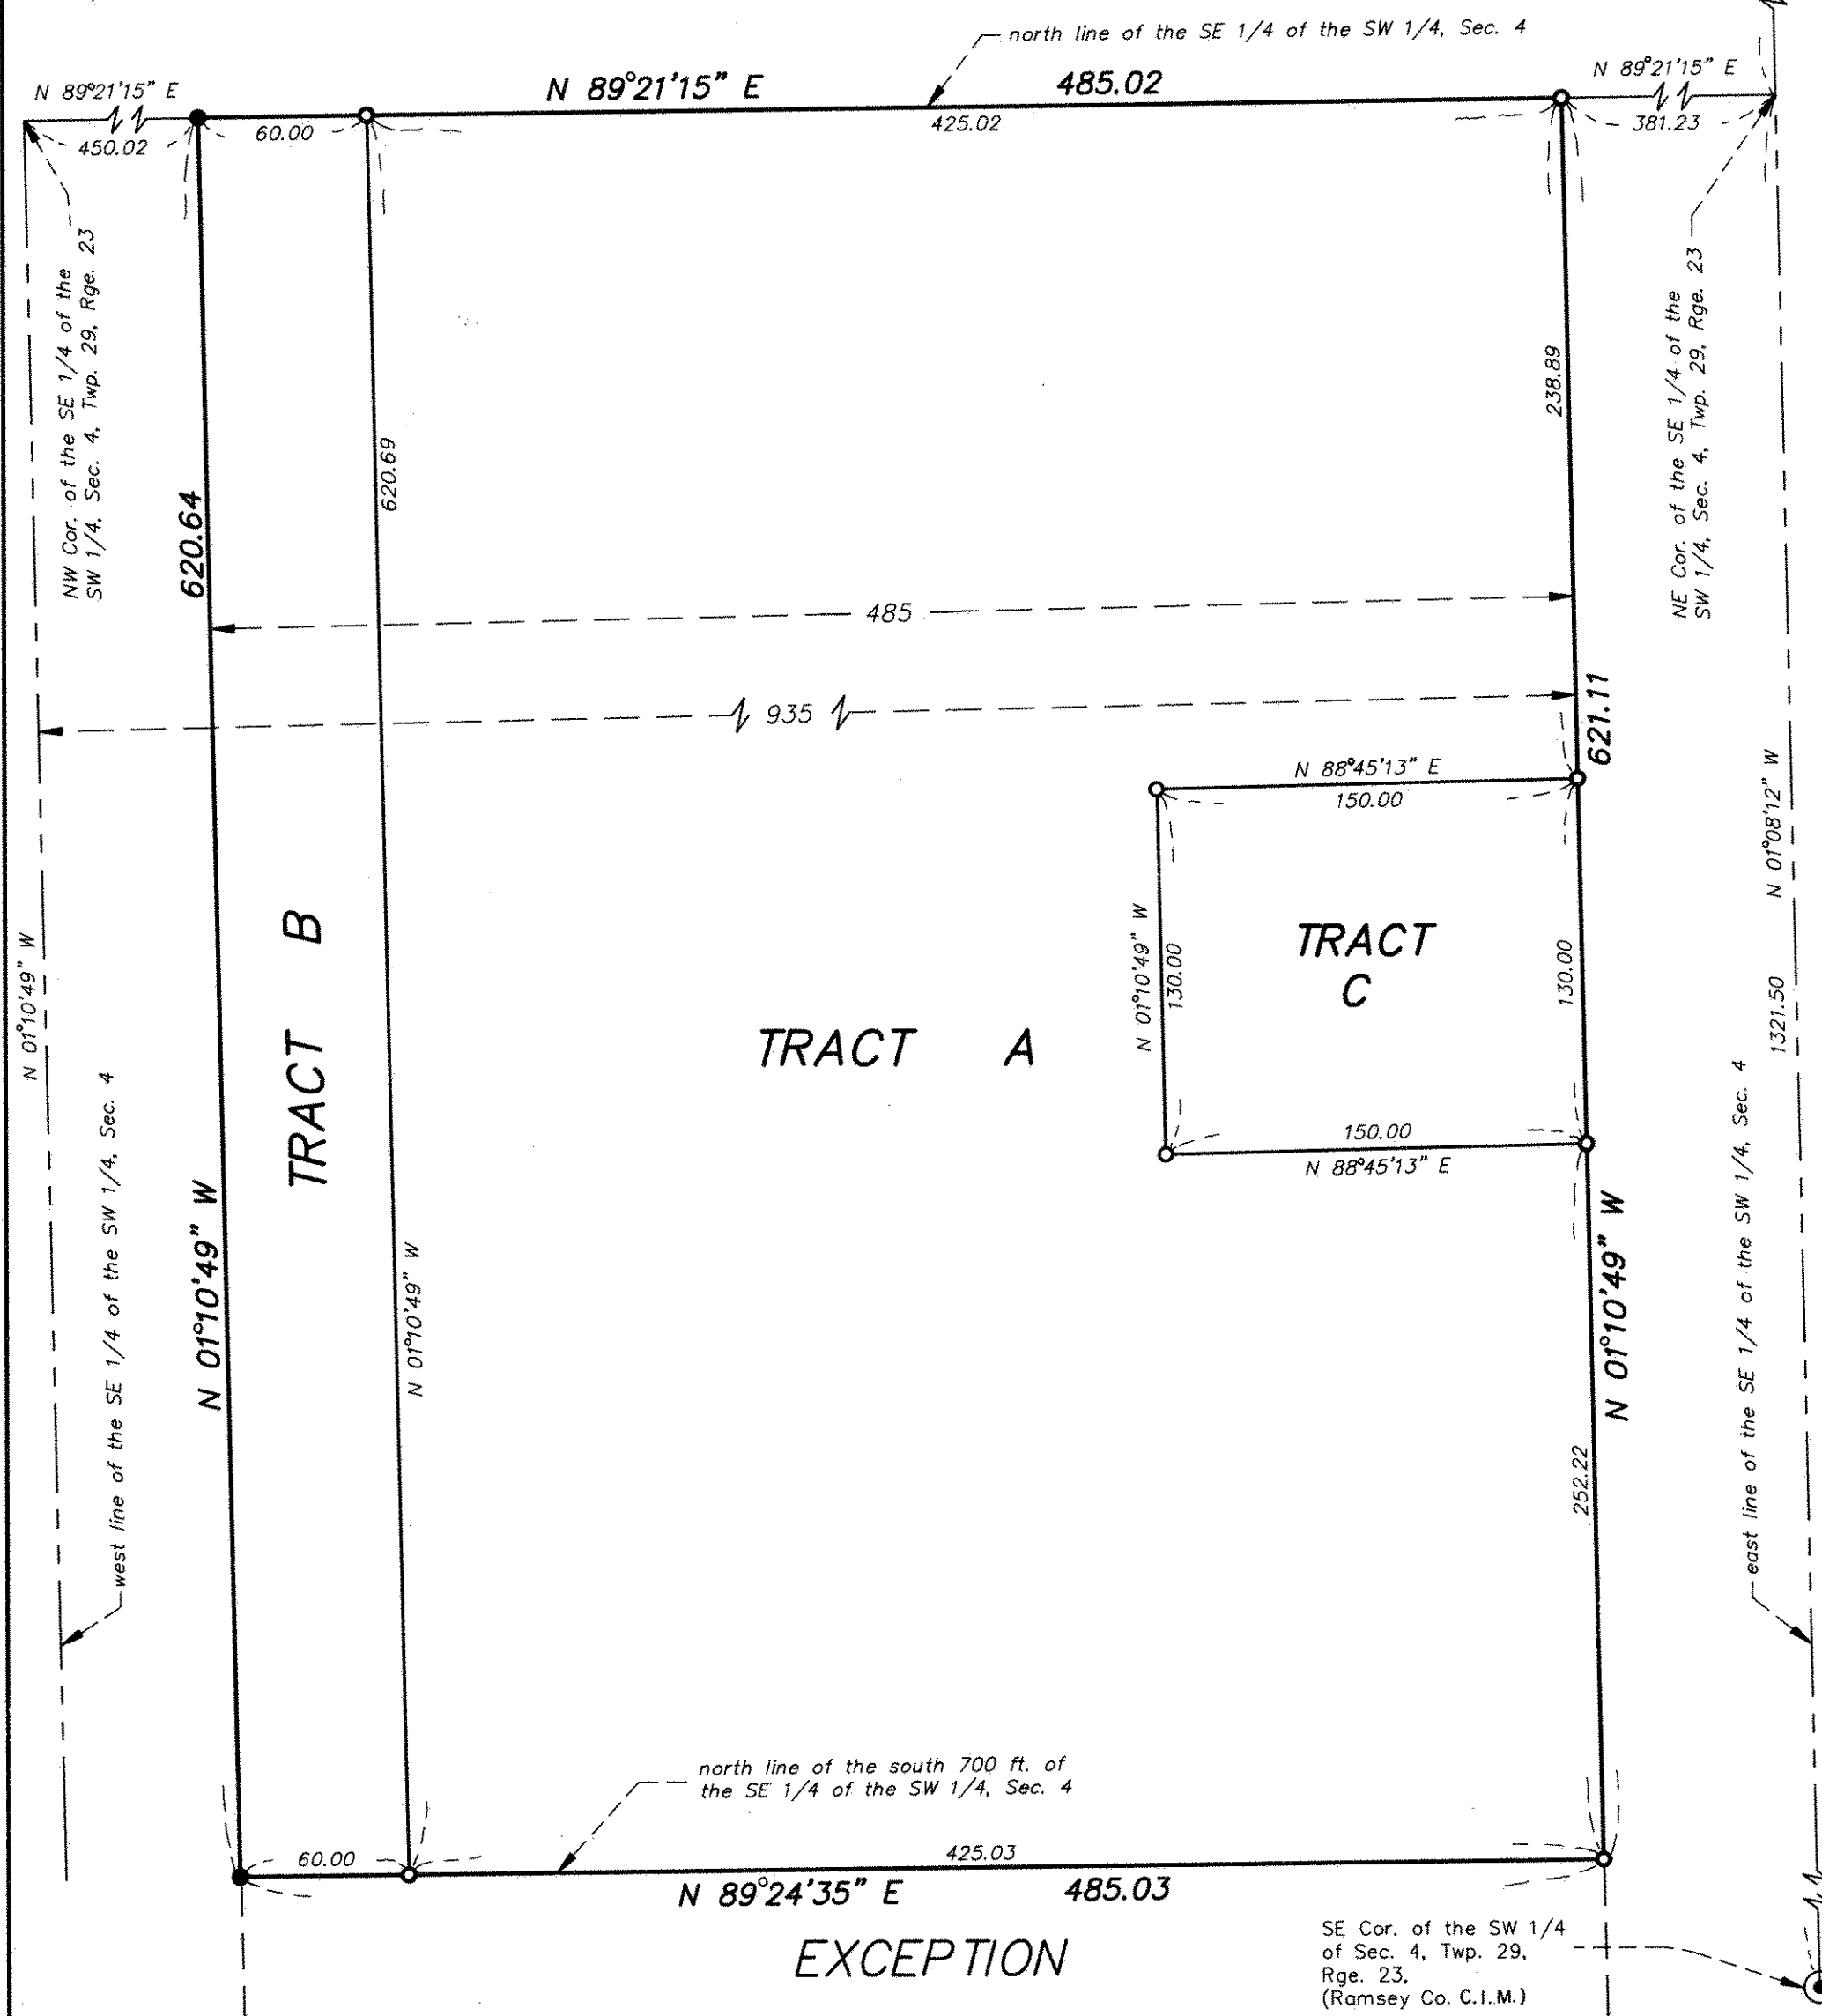 north line of the SE 1/4 of the SW 1/4, Sec. 4
N 89°21'15" E
N 89°21'15" E
485.02
N 89°21'15" E
450.02
60.00
425.02
381.23
NW Cor. of the SE 1/4 of the
SW 1/4, Sec. 4, Twp. 29, Rge. 23
NE Cor. of the SE 1/4 of the
SW 1/4, Sec. 4, Twp. 29, Rge. 23
238.89
620.69
620.64
485
935
621.11
N 88°45'13" E
150.00
N 01°08'12" W
1321.50
N 01°10'49" W
TRACT B
N 01°10'49" W
130.00
TRACT
C
130.00
TRACT A
150.00
N 88°45'13" E
west line of the SE 1/4 of the SW 1/4, Sec. 4
N 01°10'49" W
N 01°10'49" W
N 01°10'49" W
252.22
east line of the SE 1/4 of the SW 1/4, Sec. 4
north line of the south 700 ft. of
the SE 1/4 of the SW 1/4, Sec. 4
60.00
425.03
N 89°24'35" E
485.03
EXCEPTION
SE Cor. of the SW 1/4
of Sec. 4, Twp. 29,
Rge. 23,
(Ramsey Co. C.I.M.)